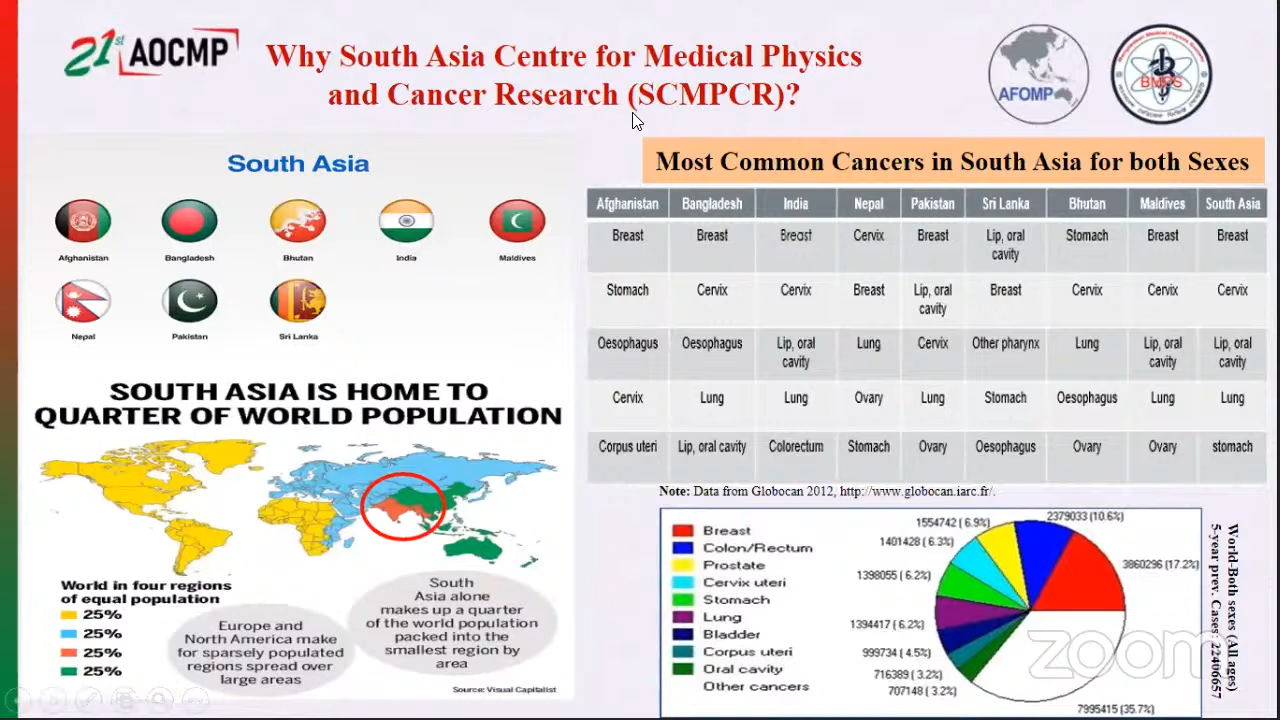 21st AOCMP
Why South Asia Centre for Medical Physics
and Cancer Research (SCMPCR)?
AFOMP
BMPS
South Asia
Afghanistan
Bangladesh
Bhutan
India
Maldives
Nepal
Pakistan
Sri Lanka
SOUTH ASIA IS HOME TO
QUARTER OF WORLD POPULATION
World in four regions
of equal population
25%
25%
25%
25%
Europe and
North America make
for sparsely populated
regions spread over
large areas
South
Asia alone
makes up a quarter
of the world population
packed into the
smallest region by
area
Source: Visual Capitalist
Most Common Cancers in South Asia for both Sexes
Afghanistan Bangladesh India Nepal Pakistan Sri Lanka Bhutan Maldives South Asia
Breast Breast Breast Cervix Breast Lip, oral cavity Stomach Breast Breast
Stomach Cervix Cervix Breast Lip, oral cavity Breast Cervix Cervix Cervix
Oesophagus Oesophagus Lip, oral cavity Lung Cervix Other pharynx Lung Lip, oral cavity Lip, oral cavity
Cervix Lung Lung Ovary Lung Stomach Oesophagus Lung Lung
Corpus uteri Lip, oral cavity Colorectum Stomach Ovary Oesophagus Ovary Ovary stomach
Note: Data from Globocan 2012, http://www.globocan.iarc.fr/.
Breast
Colon/Rectum
Prostate
Cervix uteri
Stomach
Lung
Bladder
Corpus uteri
Oral cavity
Other cancers
2379033 (10.6%)
1554742 (6.9%)
1401428 (6.3%)
3860296 (17.2%)
1398055 (6.2%)
1394417 (6.2%)
999734 (4.5%)
716389 (3.2%)
707148 (3.2%)
7995415 (35.7%)
World-Both sexes (All ages)
5-year prev. Cases: 22406657
zoom